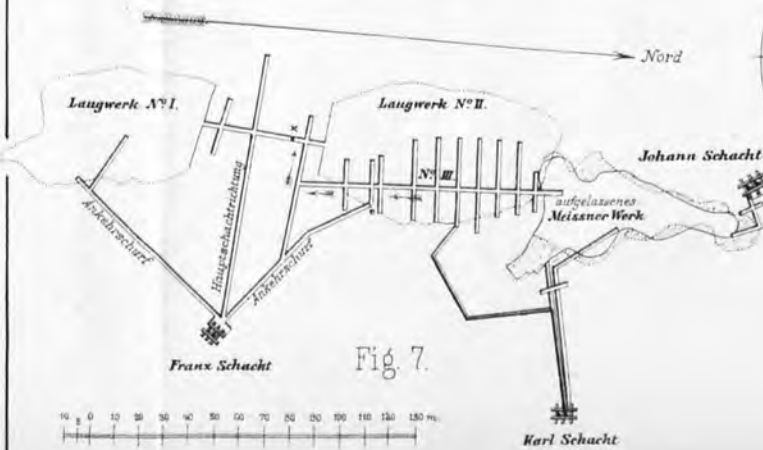 Nord
Laugwerk № I.
Laugwerk № II.
№ III.
Johann Schacht
aufgelassenes
Meissner Werk
Ankehrschurf
Hauptschachtrichtung
Ankehrschurf
Franz Schacht
Fig. 7.
Karl Schacht
10 5 0 10 20 30 40 50 60 70 80 90 100 110 120 130 m.